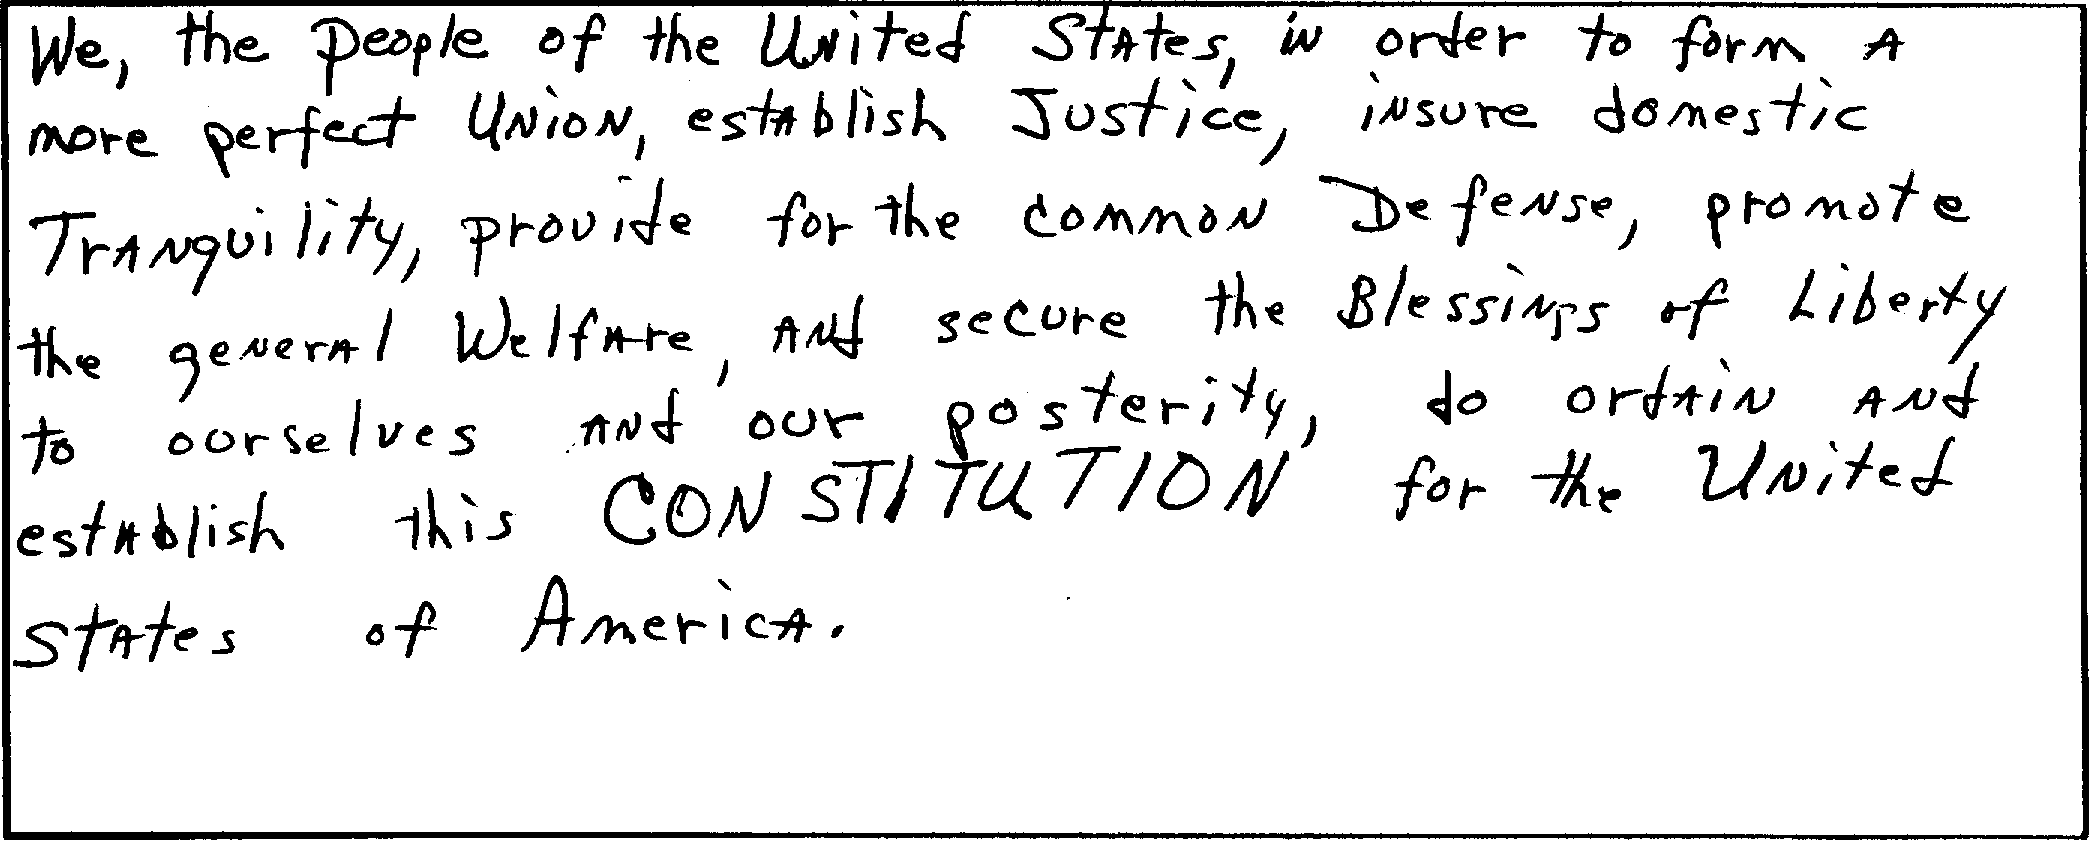 We, the people of the United States, in order to form a
more perfect Union, establish Justice, insure domestic
Tranquility, provide for the common Defense, promote
the general Welfare, and secure the Blessings of Liberty
to ourselves and our posterity, do ordain and
establish this CONSTITUTION for the United
States of America.